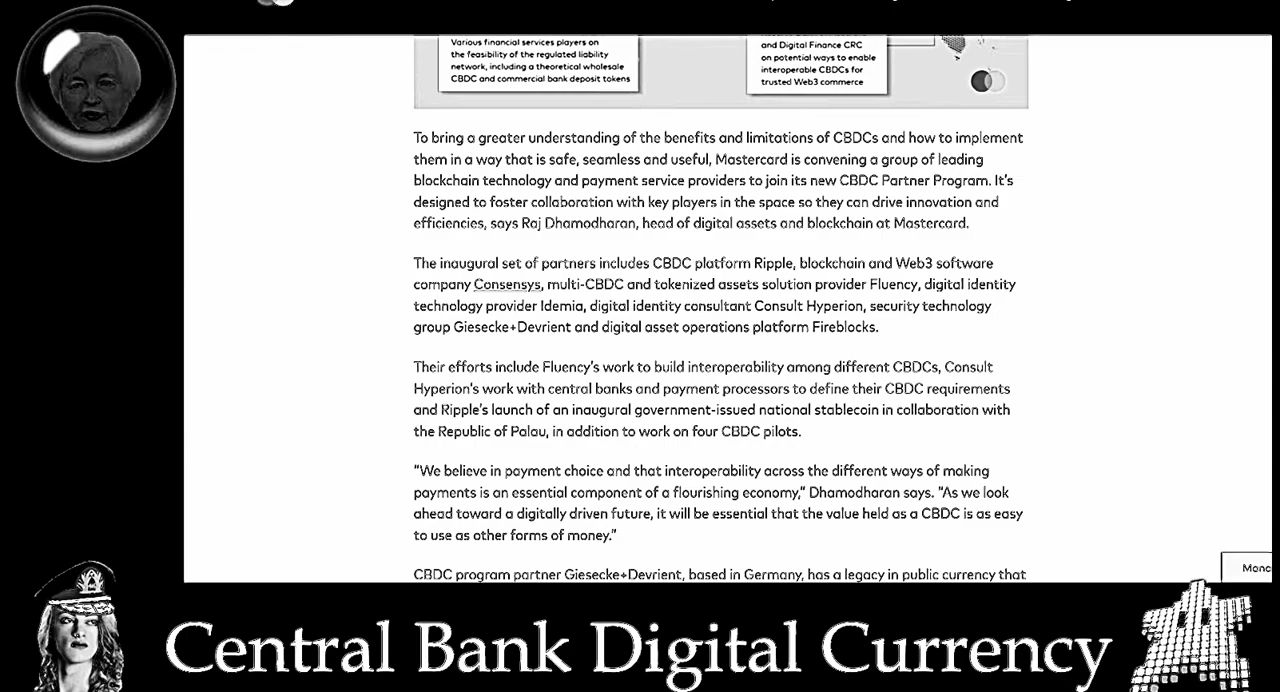 Various financial services players on
the feasibility of the regulated liability
network, including a theoretical wholesale
CBDC and commercial bank deposit tokens
and Digital Finance CRC
on potential ways to enable
interoperable CBDCs for
trusted Web3 commerce
To bring a greater understanding of the benefits and limitations of CBDCs and how to implement
them in a way that is safe, seamless and useful, Mastercard is convening a group of leading
blockchain technology and payment service providers to join its new CBDC Partner Program. It's
designed to foster collaboration with key players in the space so they can drive innovation and
efficiencies, says Raj Dhamodharan, head of digital assets and blockchain at Mastercard.
The inaugural set of partners includes CBDC platform Ripple, blockchain and Web3 software
company Consensys, multi-CBDC and tokenized assets solution provider Fluency, digital identity
technology provider Idemia, digital identity consultant Consult Hyperion, security technology
group Giesecke+Devrient and digital asset operations platform Fireblocks.
Their efforts include Fluency's work to build interoperability among different CBDCs, Consult
Hyperion's work with central banks and payment processors to define their CBDC requirements
and Ripple's launch of an inaugural government-issued national stablecoin in collaboration with
the Republic of Palau, in addition to work on four CBDC pilots.
“We believe in payment choice and that interoperability across the different ways of making
payments is an essential component of a flourishing economy,” Dhamodharan says. “As we look
ahead toward a digitally driven future, it will be essential that the value held as a CBDC is as easy
to use as other forms of money.”
CBDC program partner Giesecke+Devrient, based in Germany, has a legacy in public currency that
Central Bank Digital Currency